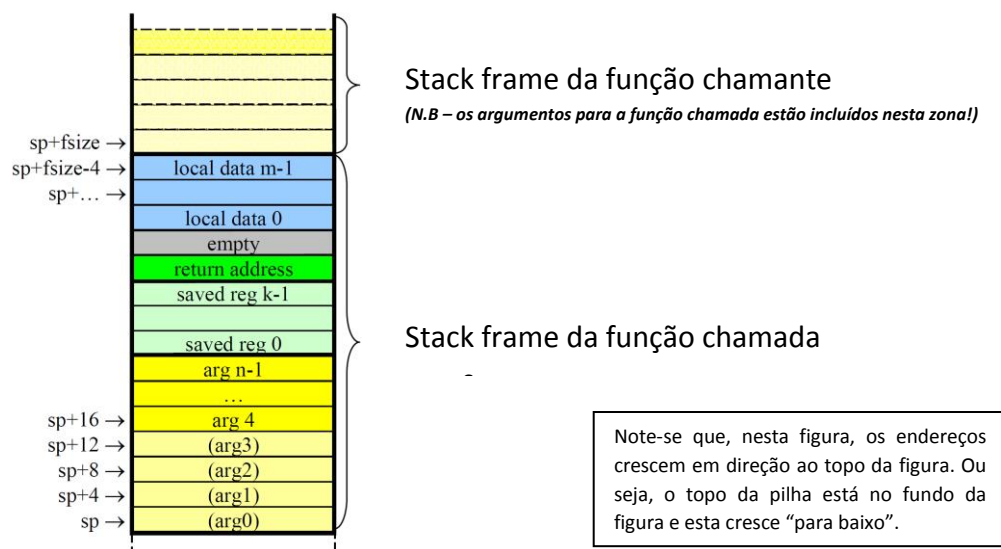 Stack frame da função chamante
(N.B – os argumentos para a função chamada estão incluídos nesta zona!)
sp+fsize →
sp+fsize-4 → local data m-1
sp+… →
local data 0
empty
return address
saved reg k-1
saved reg 0
Stack frame da função chamada
arg n-1
…
sp+16 → arg 4
sp+12 → (arg3)
sp+8 → (arg2)
sp+4 → (arg1)
sp → (arg0)
Note-se que, nesta figura, os endereços
crescem em direção ao topo da figura. Ou
seja, o topo da pilha está no fundo da
figura e esta cresce “para baixo”.